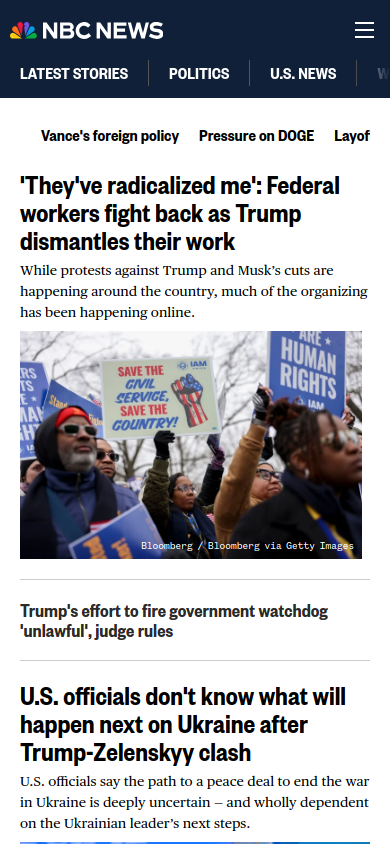 NBC NEWS
LATEST STORIES
POLITICS
U.S. NEWS
Vance's foreign policy
Pressure on DOGE
Layof
'They've radicalized me': Federal
workers fight back as Trump
dismantles their work
While protests against Trump and Musk's cuts are
happening around the country, much of the organizing
has been happening online.
SAVE THE
CIVIL
SERVICE,
SAVE THE
COUNTRY!
IAM
ARE
HUMAN
RIGHTS
IAM
Bloomberg / Bloomberg via Getty Images
Trump's effort to fire government watchdog
'unlawful', judge rules
U.S. officials don't know what will
happen next on Ukraine after
Trump-Zelenskyy clash
U.S. officials say the path to a peace deal to end the war
in Ukraine is deeply uncertain — and wholly dependent
on the Ukrainian leader's next steps.